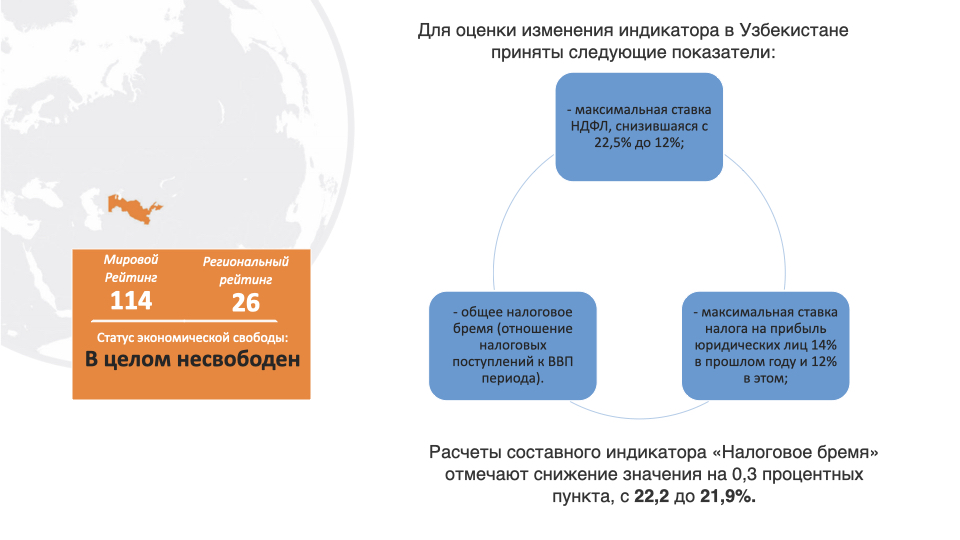 Для оценки изменения индикатора в Узбекистане
приняты следующие показатели:
- максимальная ставка
НДФЛ, снизившаяся с
22,5% до 12%;
Мировой
Рейтинг
114
Региональный
рейтинг
26
Статус экономической свободы:
В целом несвободен
- общее налоговое
бремя (отношение
налоговых
поступлений к ВВП
периода).
- максимальная ставка
налога на прибыль
юридических лиц 14%
в прошлом году и 12%
в этом;
Расчеты составного индикатора «Налоговое бремя»
отмечают снижение значения на 0,3 процентных
пункта, с 22,2 до 21,9%.